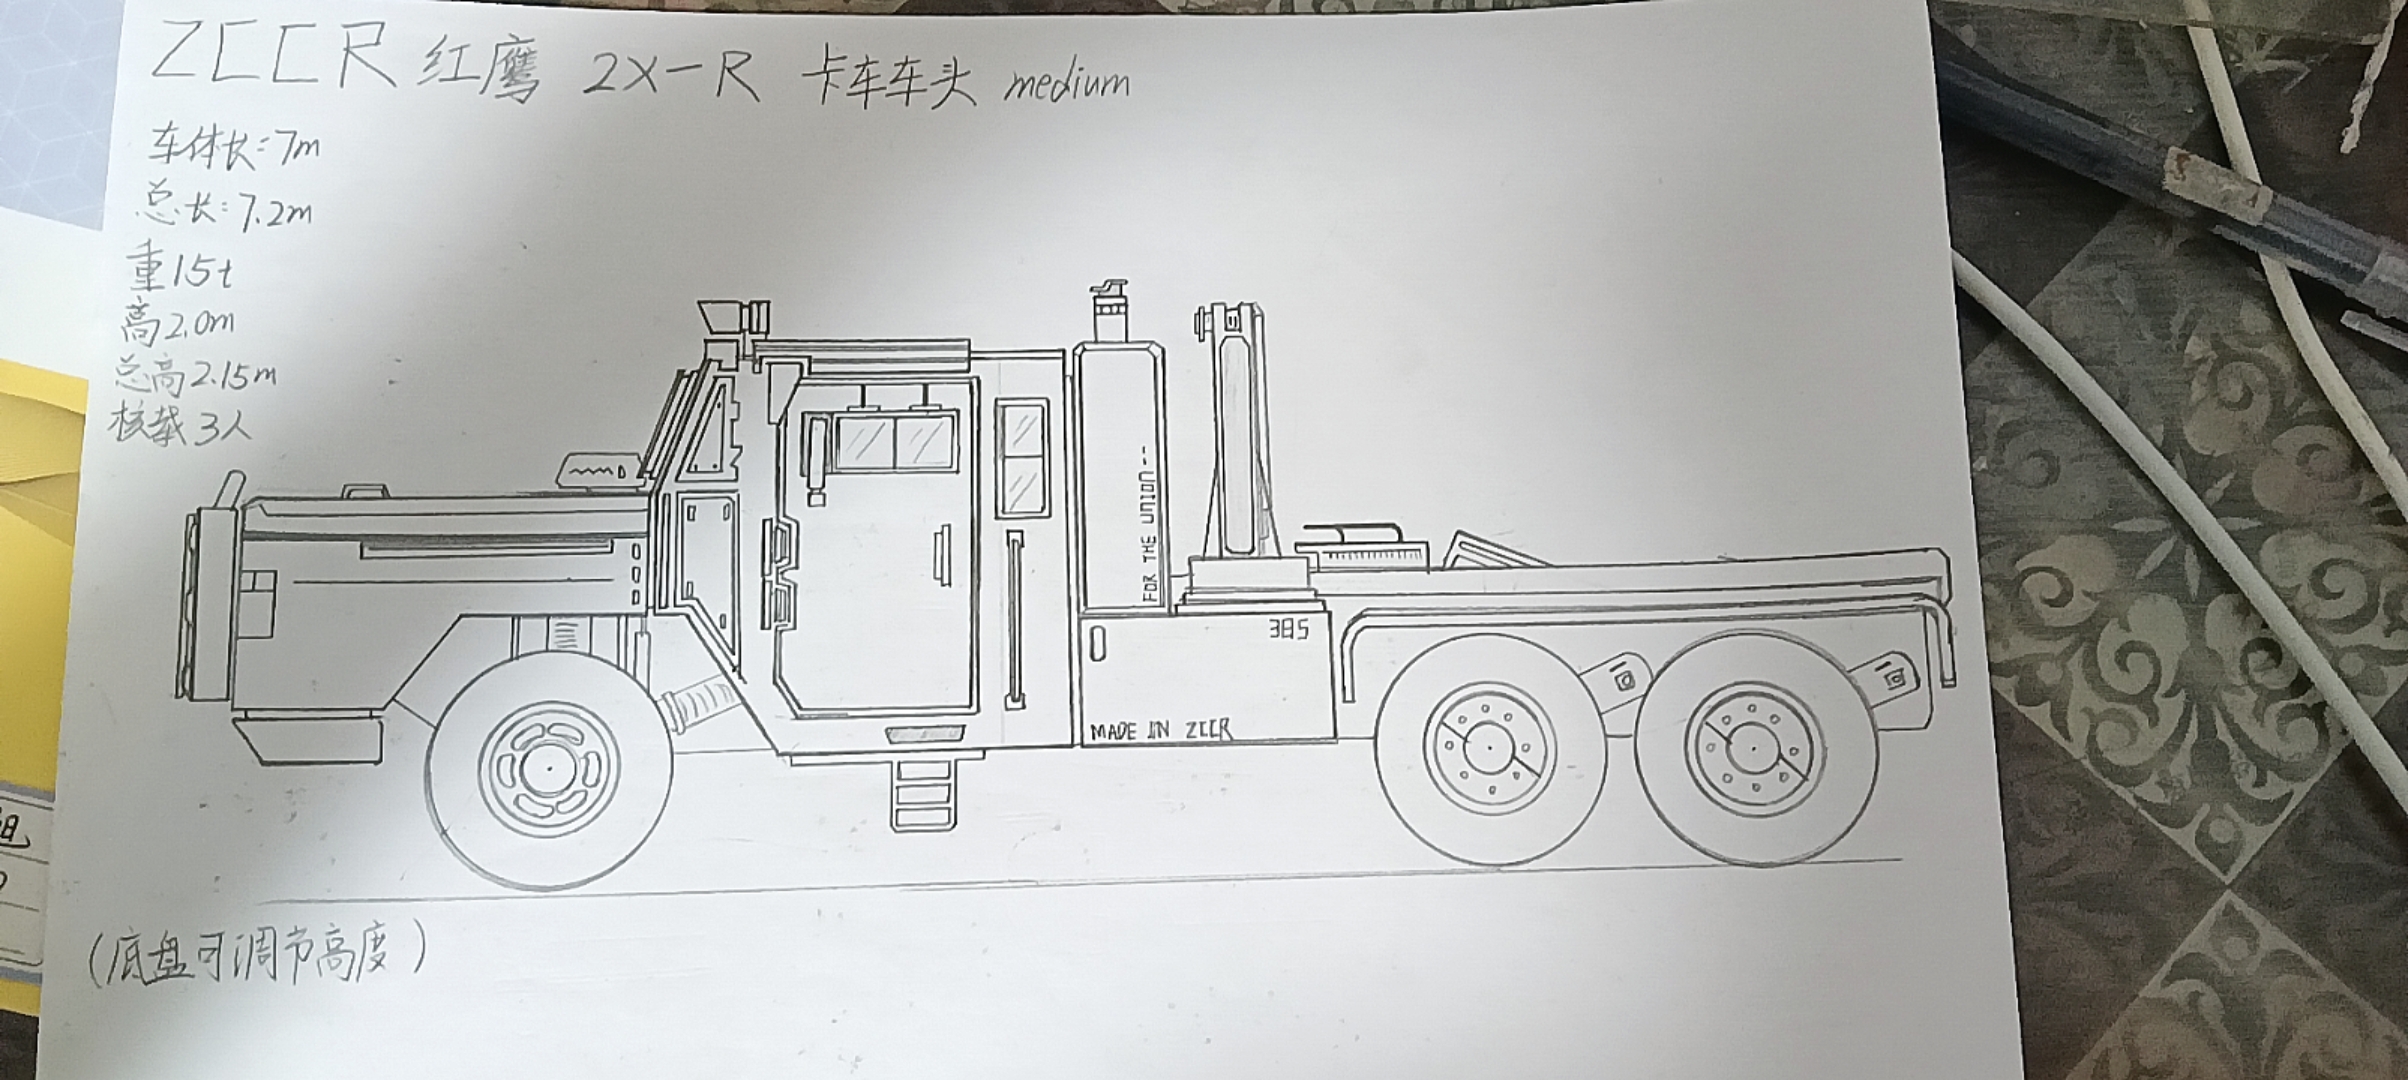 ZCCR 红鹰 2X-R 卡车车头 medium
车体长:7m
总长:7.2m
重15t
高2.0m
总高2.15m
核载3人
FOR THE UNION --
385
MADE IN ZCCR
(底盘可调节高度)